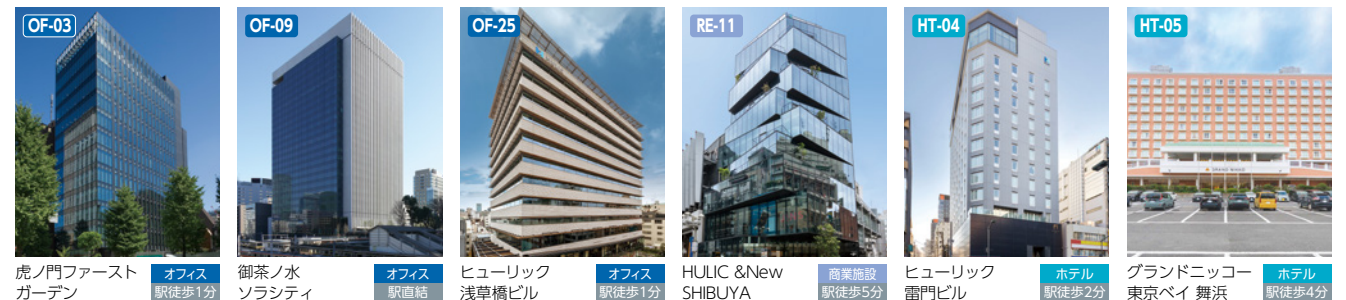 OF-03
虎ノ門ファースト
ガーデン
オフィス
駅徒歩1分
OF-09
御茶ノ水
ソラシティ
オフィス
駅直結
OF-25
ヒューリック
浅草橋ビル
オフィス
駅徒歩1分
RE-11
HULIC &New
SHIBUYA
商業施設
駅徒歩5分
HT-04
ヒューリック
雷門ビル
ホテル
駅徒歩2分
HT-05
GRAND NIKKO
グランドニッコー
東京ベイ 舞浜
ホテル
駅徒歩4分